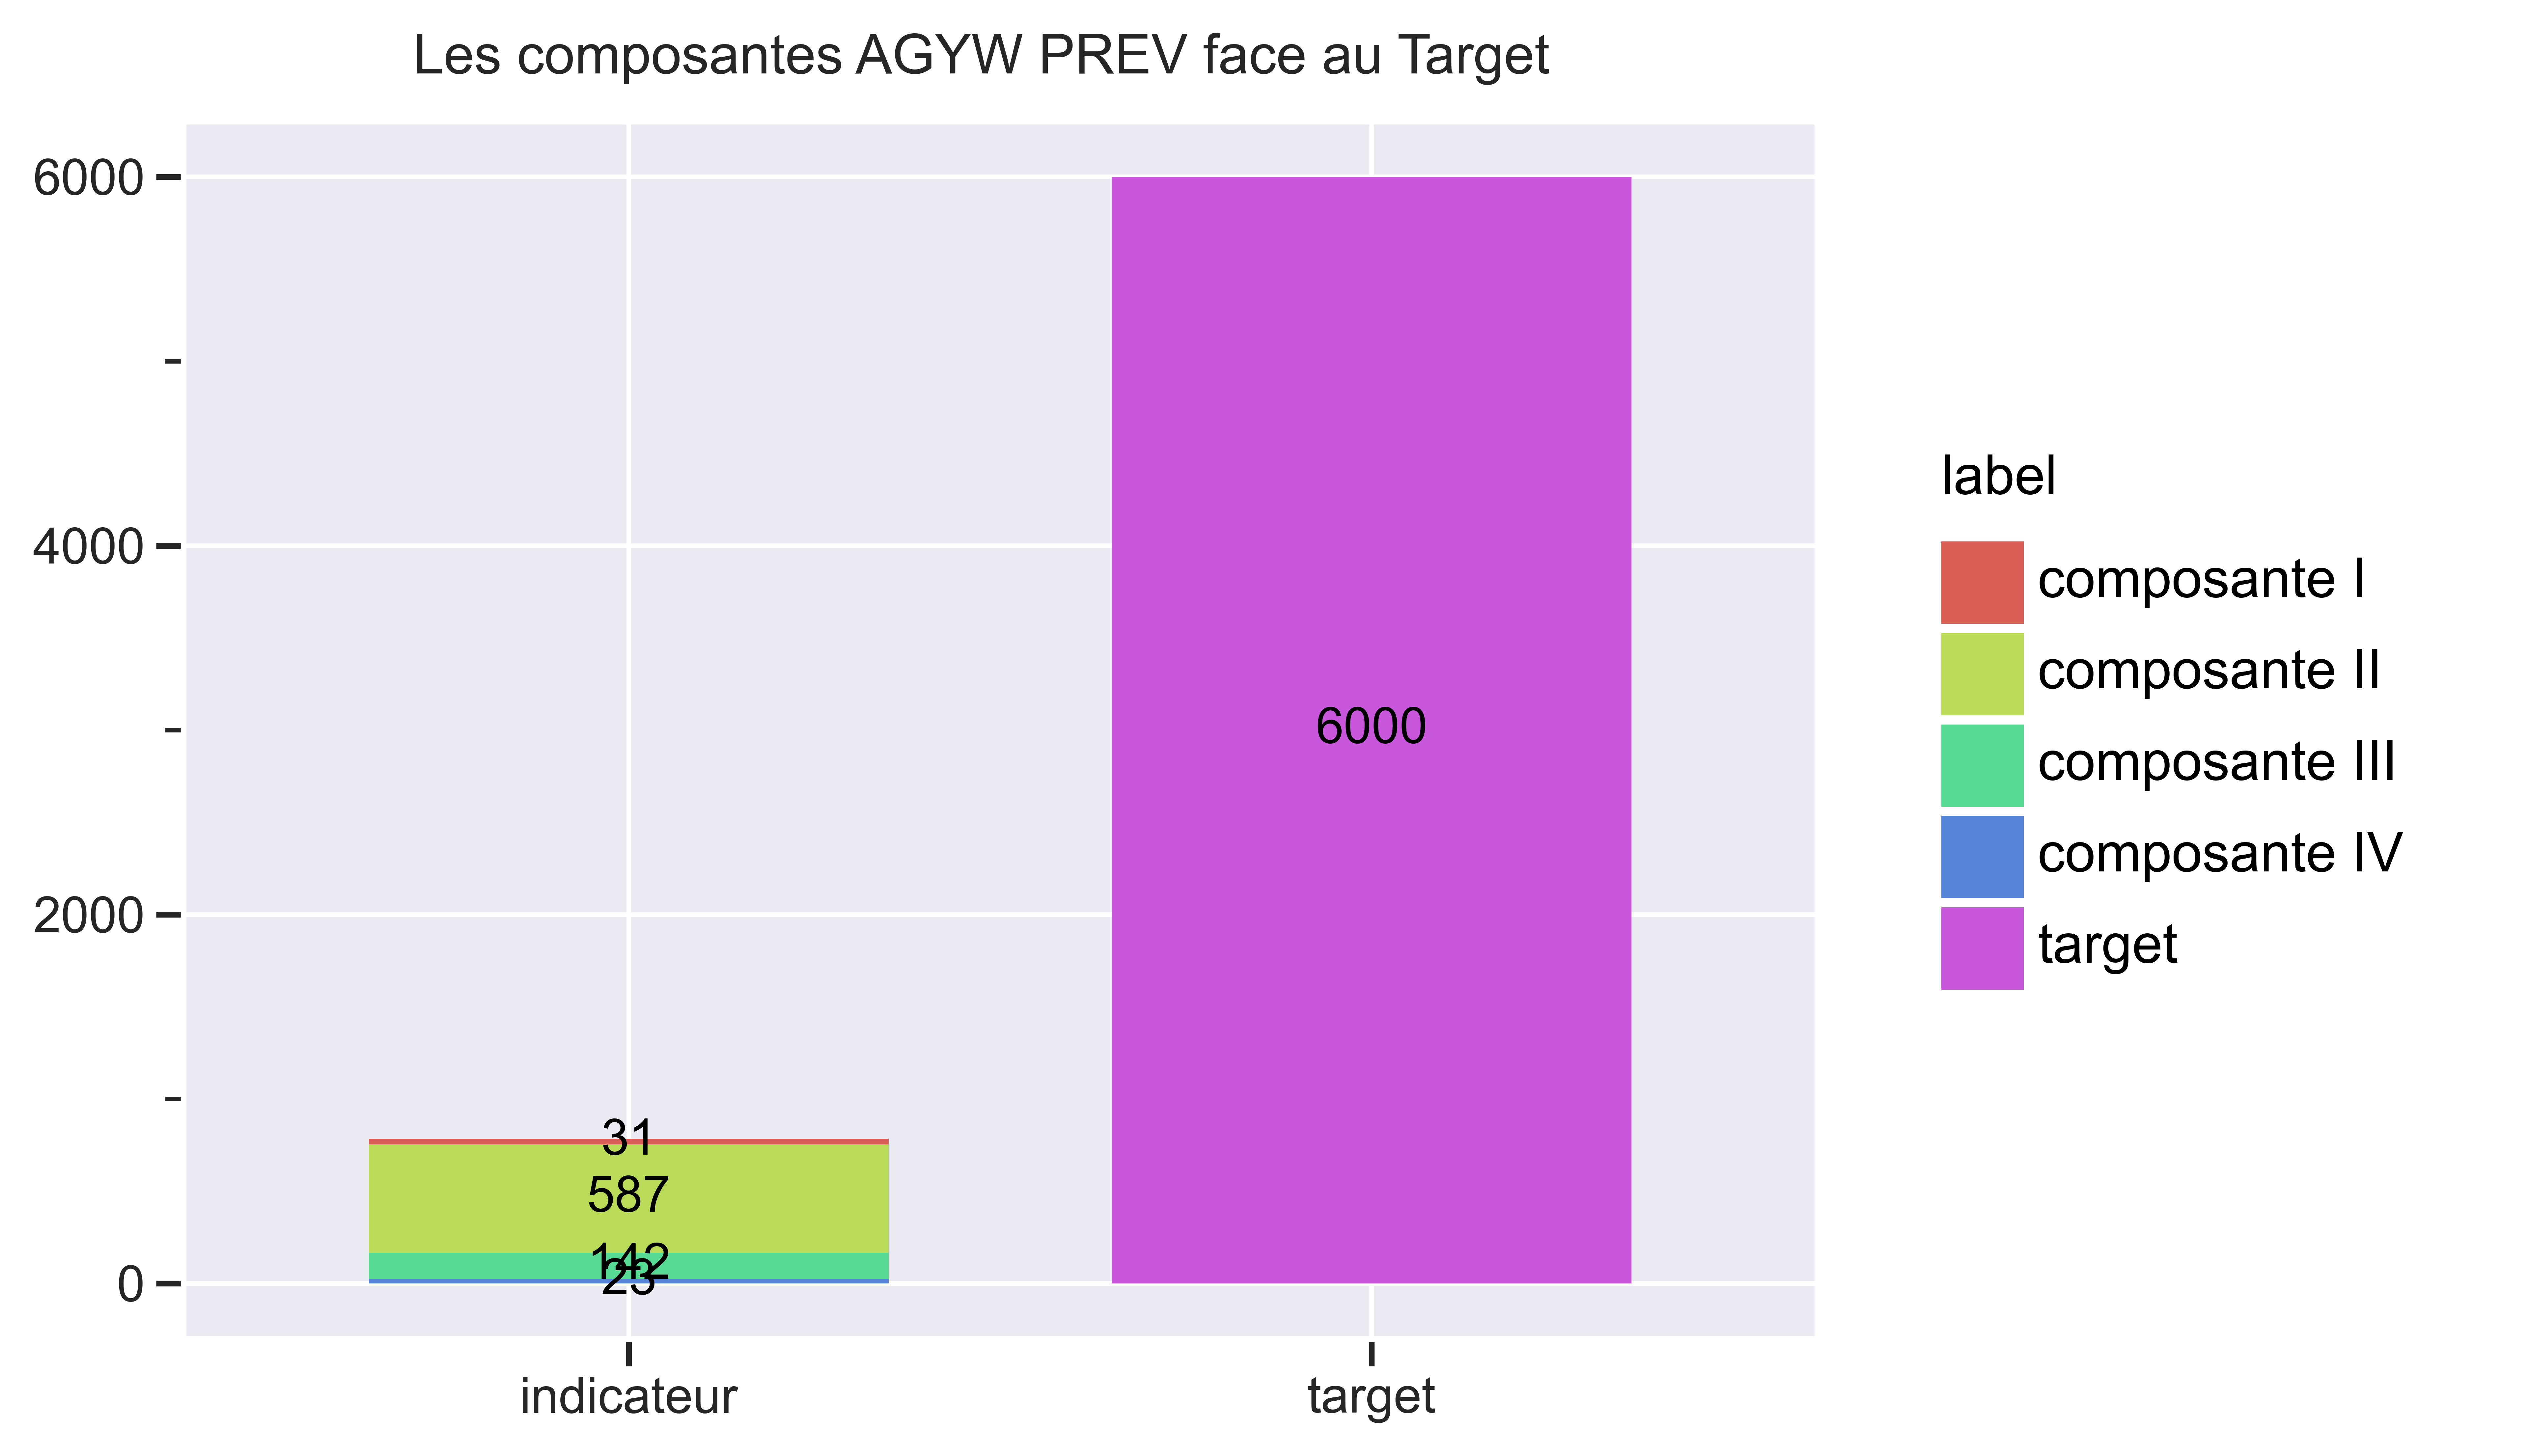 Les composantes AGYW PREV face au Target
6000
4000
2000
0
31
587
142
23
6000
indicateur
target
label
composante I
composante II
composante III
composante IV
target